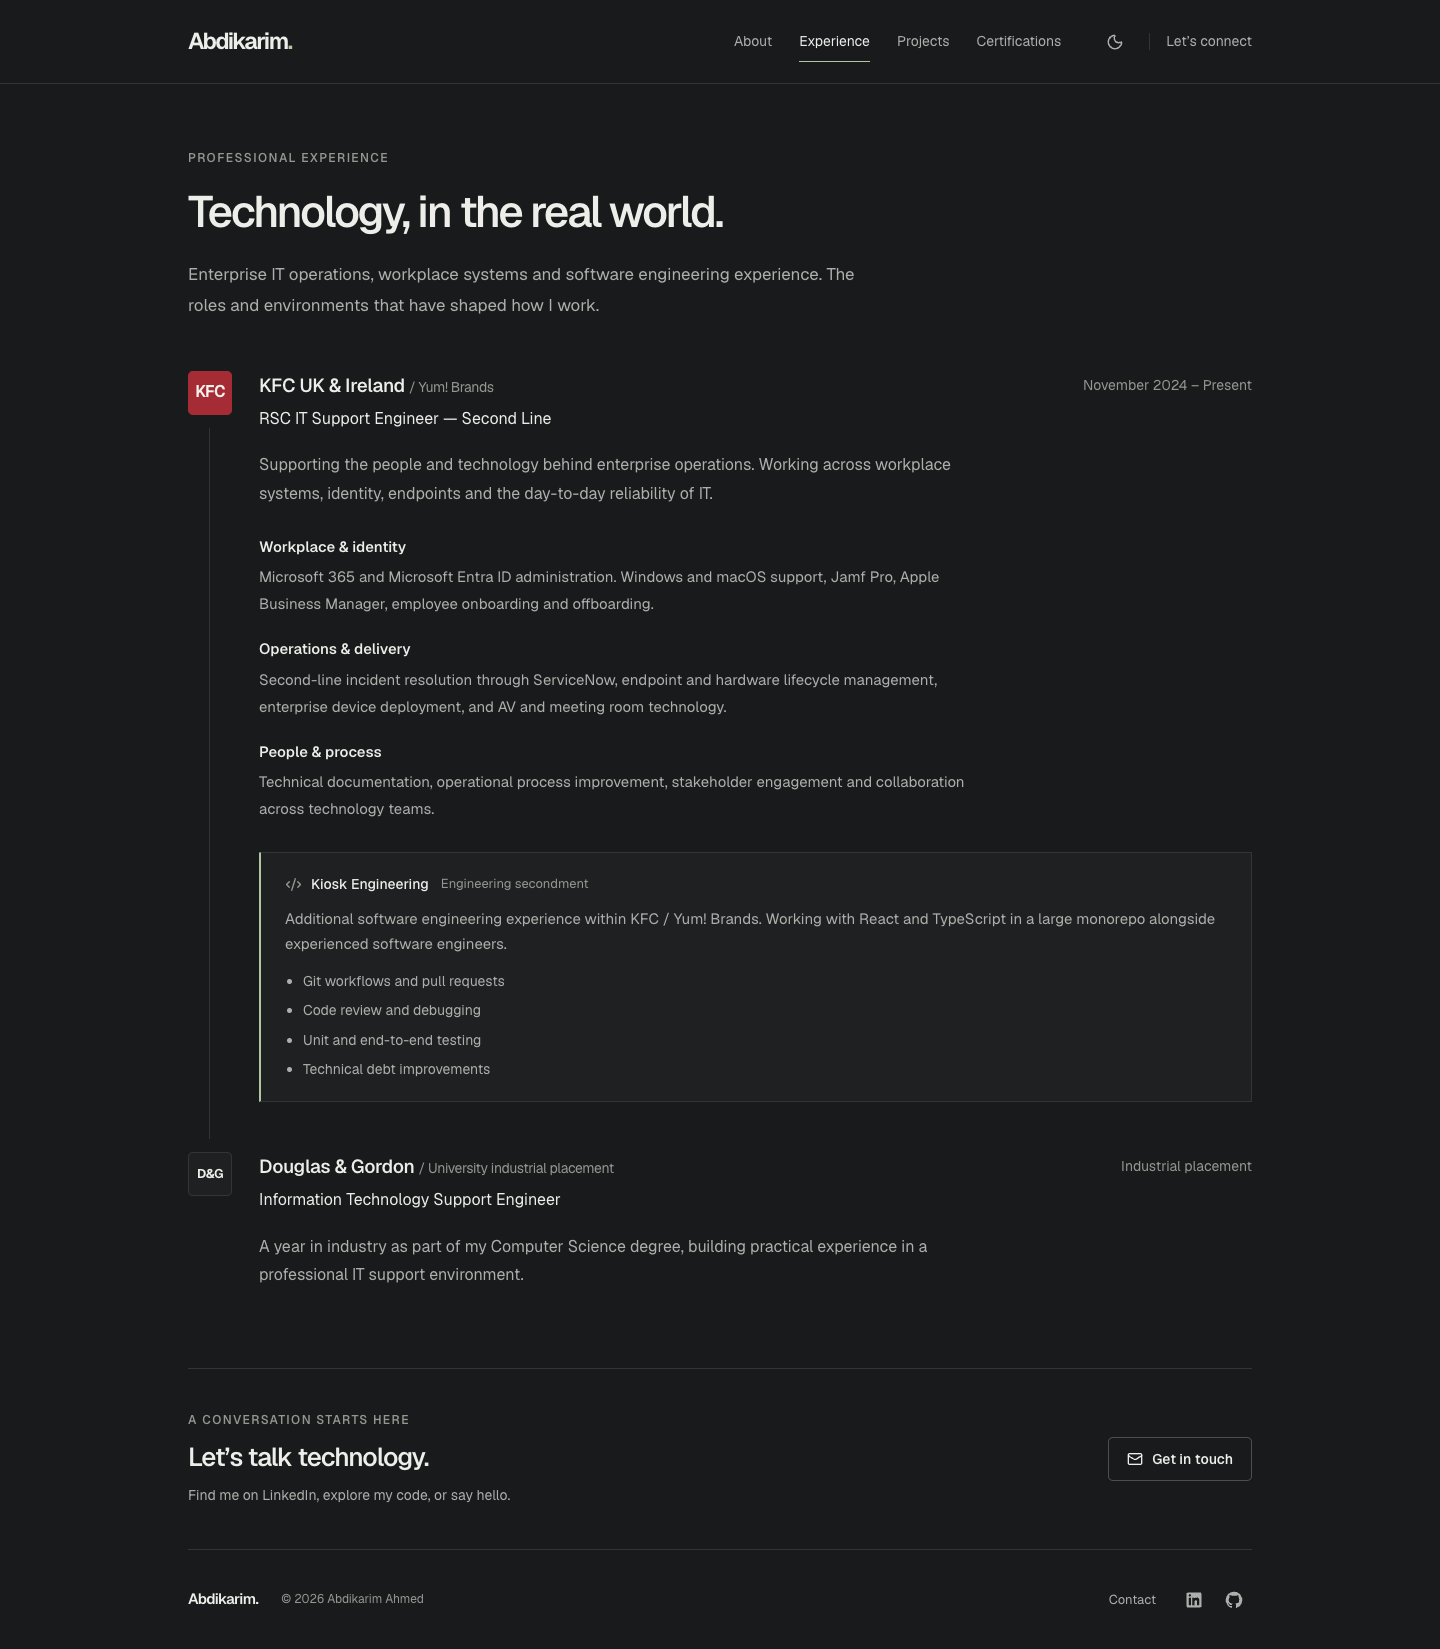 Abdikarim.
About Experience Projects Certifications Let's connect
PROFESSIONAL EXPERIENCE
Technology, in the real world.
Enterprise IT operations, workplace systems and software engineering experience. The
roles and environments that have shaped how I work.
KFC
KFC UK & Ireland / Yum! Brands
November 2024 – Present
RSC IT Support Engineer — Second Line
Supporting the people and technology behind enterprise operations. Working across workplace
systems, identity, endpoints and the day-to-day reliability of IT.
Workplace & identity
Microsoft 365 and Microsoft Entra ID administration. Windows and macOS support, Jamf Pro, Apple
Business Manager, employee onboarding and offboarding.
Operations & delivery
Second-line incident resolution through ServiceNow, endpoint and hardware lifecycle management,
enterprise device deployment, and AV and meeting room technology.
People & process
Technical documentation, operational process improvement, stakeholder engagement and collaboration
across technology teams.
Kiosk Engineering Engineering secondment
Additional software engineering experience within KFC / Yum! Brands. Working with React and TypeScript in a large monorepo alongside
experienced software engineers.
• Git workflows and pull requests
• Code review and debugging
• Unit and end-to-end testing
• Technical debt improvements
D&G
Douglas & Gordon / University industrial placement
Industrial placement
Information Technology Support Engineer
A year in industry as part of my Computer Science degree, building practical experience in a
professional IT support environment.
A CONVERSATION STARTS HERE
Let’s talk technology.
Find me on LinkedIn, explore my code, or say hello.
Get in touch
Abdikarim. © 2026 Abdikarim Ahmed
Contact